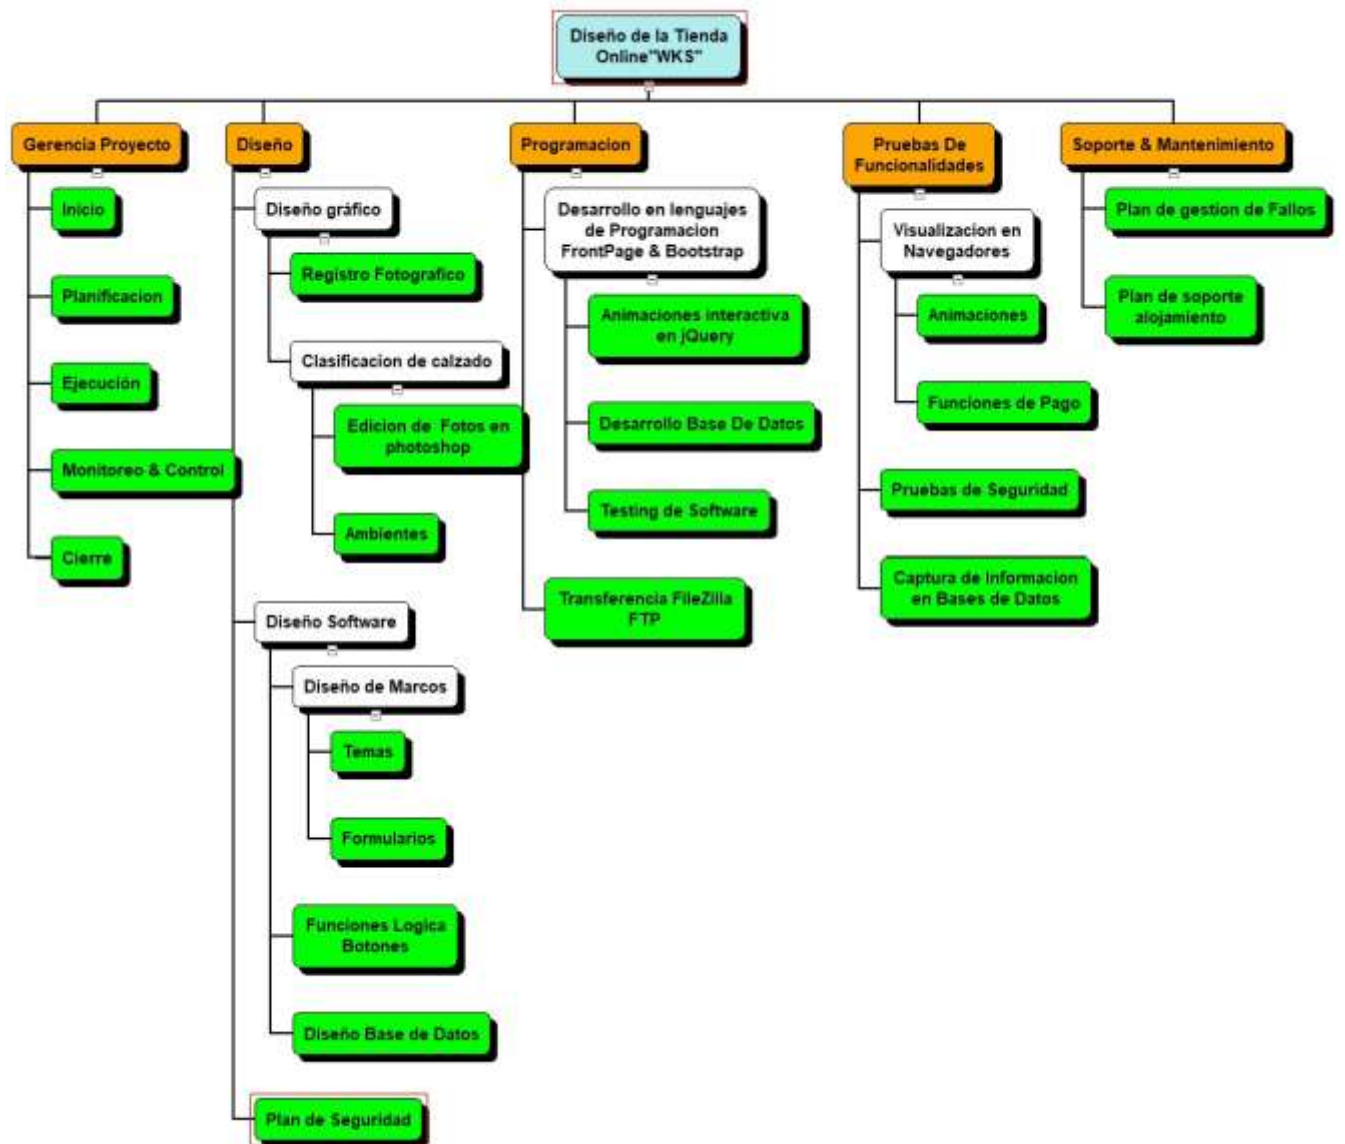 Diseño de la Tienda
Online"WKS"
Gerencia Proyecto
Inicio
Planificacion
Ejecución
Monitoreo & Control
Cierre
Diseño
Diseño gráfico
Registro Fotografico
Clasificacion de calzado
Edicion de Fotos en
photoshop
Ambientes
Diseño Software
Diseño de Marcos
Temas
Formularios
Funciones Logica
Botones
Diseño Base de Datos
Plan de Seguridad
Programacion
Desarrollo en lenguajes
de Programacion
FrontPage & Bootstrap
Animaciones interactiva
en jQuery
Desarrollo Base De Datos
Testing de Software
Transferencia FileZilla
FTP
Pruebas De
Funcionalidades
Visualizacion en
Navegadores
Animaciones
Funciones de Pago
Pruebas de Seguridad
Captura de Informacion
en Bases de Datos
Soporte & Mantenimiento
Plan de gestion de Fallos
Plan de soporte
alojamiento